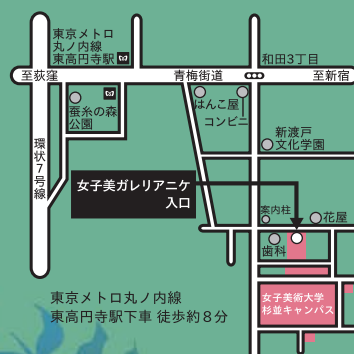 東京メトロ
丸ノ内線
東高円寺駅
至荻窪
青梅街道
和田3丁目
至新宿
蚕糸の森
公園
はんこ屋
コンビニ
新渡戸
文化学園
環状7号線
女子美ガレリアニケ
入口
案内柱
花屋
歯科
女子美術大学
杉並キャンパス
東京メトロ丸ノ内線
東高円寺駅下車 徒歩約8分